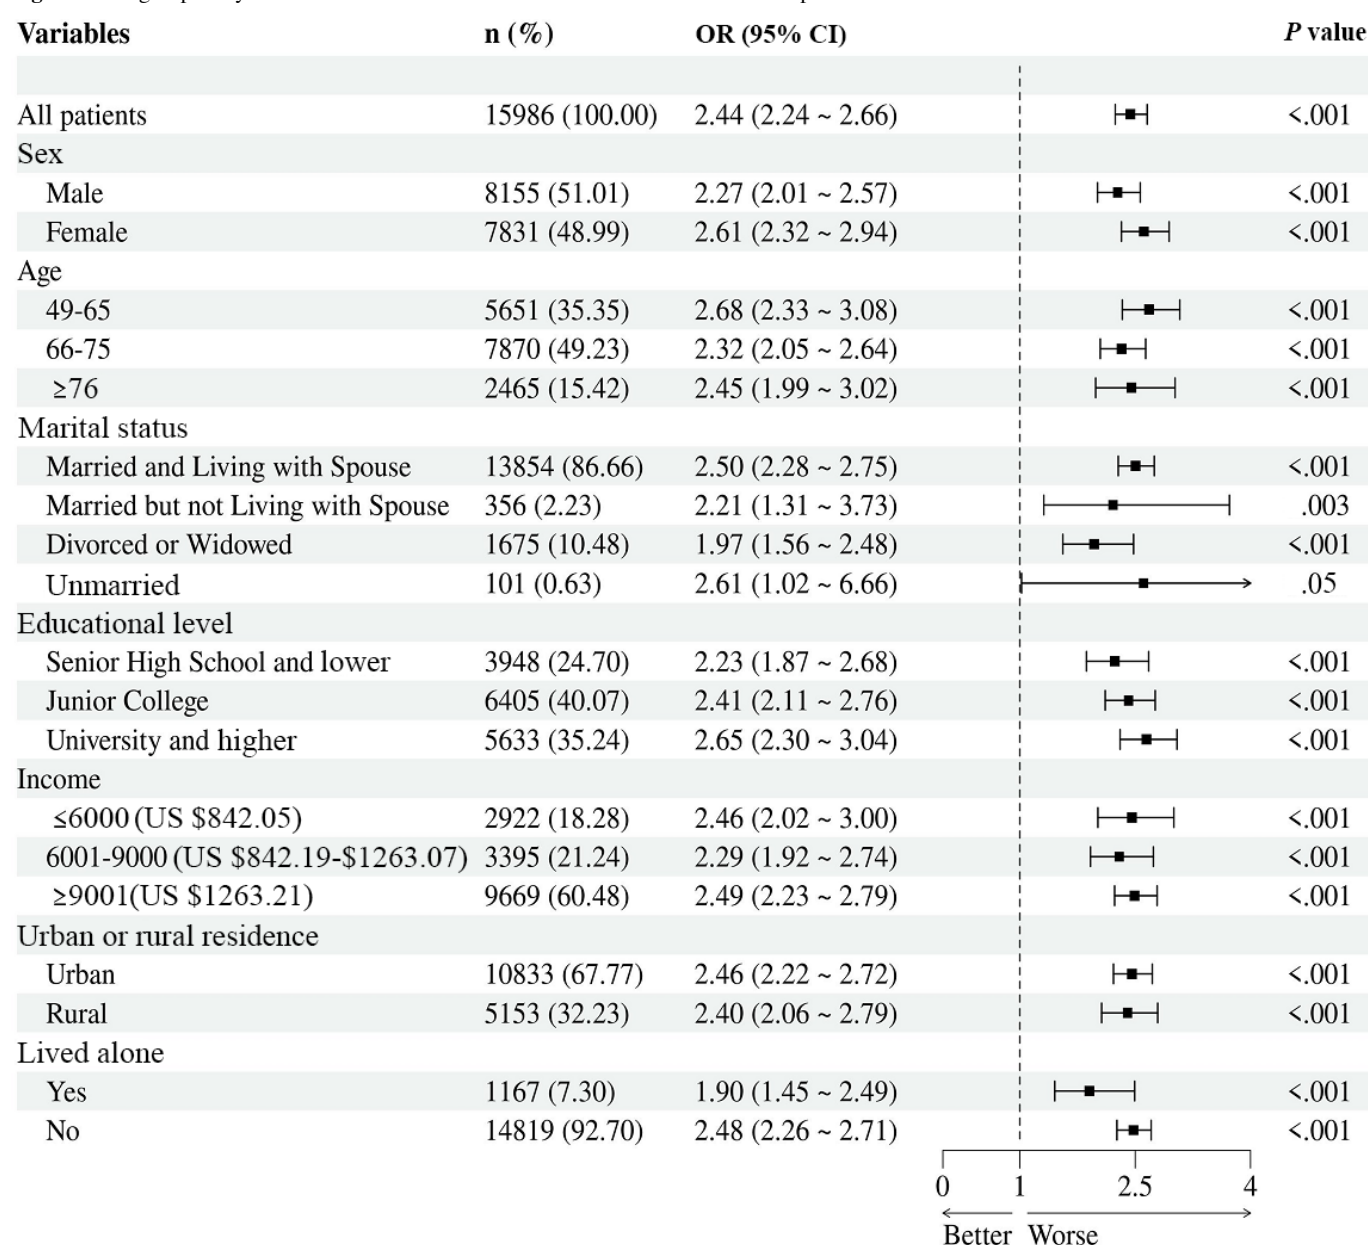 Variables n (%) OR (95% CI) P value
All patients 15986 (100.00) 2.44 (2.24 ~ 2.66) <.001
Sex
Male 8155 (51.01) 2.27 (2.01 ~ 2.57) <.001
Female 7831 (48.99) 2.61 (2.32 ~ 2.94) <.001
Age
49-65 5651 (35.35) 2.68 (2.33 ~ 3.08) <.001
66-75 7870 (49.23) 2.32 (2.05 ~ 2.64) <.001
≥76 2465 (15.42) 2.45 (1.99 ~ 3.02) <.001
Marital status
Married and Living with Spouse 13854 (86.66) 2.50 (2.28 ~ 2.75) <.001
Married but not Living with Spouse 356 (2.23) 2.21 (1.31 ~ 3.73) .003
Divorced or Widowed 1675 (10.48) 1.97 (1.56 ~ 2.48) <.001
Unmarried 101 (0.63) 2.61 (1.02 ~ 6.66) .05
Educational level
Senior High School and lower 3948 (24.70) 2.23 (1.87 ~ 2.68) <.001
Junior College 6405 (40.07) 2.41 (2.11 ~ 2.76) <.001
University and higher 5633 (35.24) 2.65 (2.30 ~ 3.04) <.001
Income
≤6000 (US $842.05) 2922 (18.28) 2.46 (2.02 ~ 3.00) <.001
6001-9000 (US $842.19-$1263.07) 3395 (21.24) 2.29 (1.92 ~ 2.74) <.001
≥9001(US $1263.21) 9669 (60.48) 2.49 (2.23 ~ 2.79) <.001
Urban or rural residence
Urban 10833 (67.77) 2.46 (2.22 ~ 2.72) <.001
Rural 5153 (32.23) 2.40 (2.06 ~ 2.79) <.001
Lived alone
Yes 1167 (7.30) 1.90 (1.45 ~ 2.49) <.001
No 14819 (92.70) 2.48 (2.26 ~ 2.71) <.001
0 1 2.5 4
Better Worse